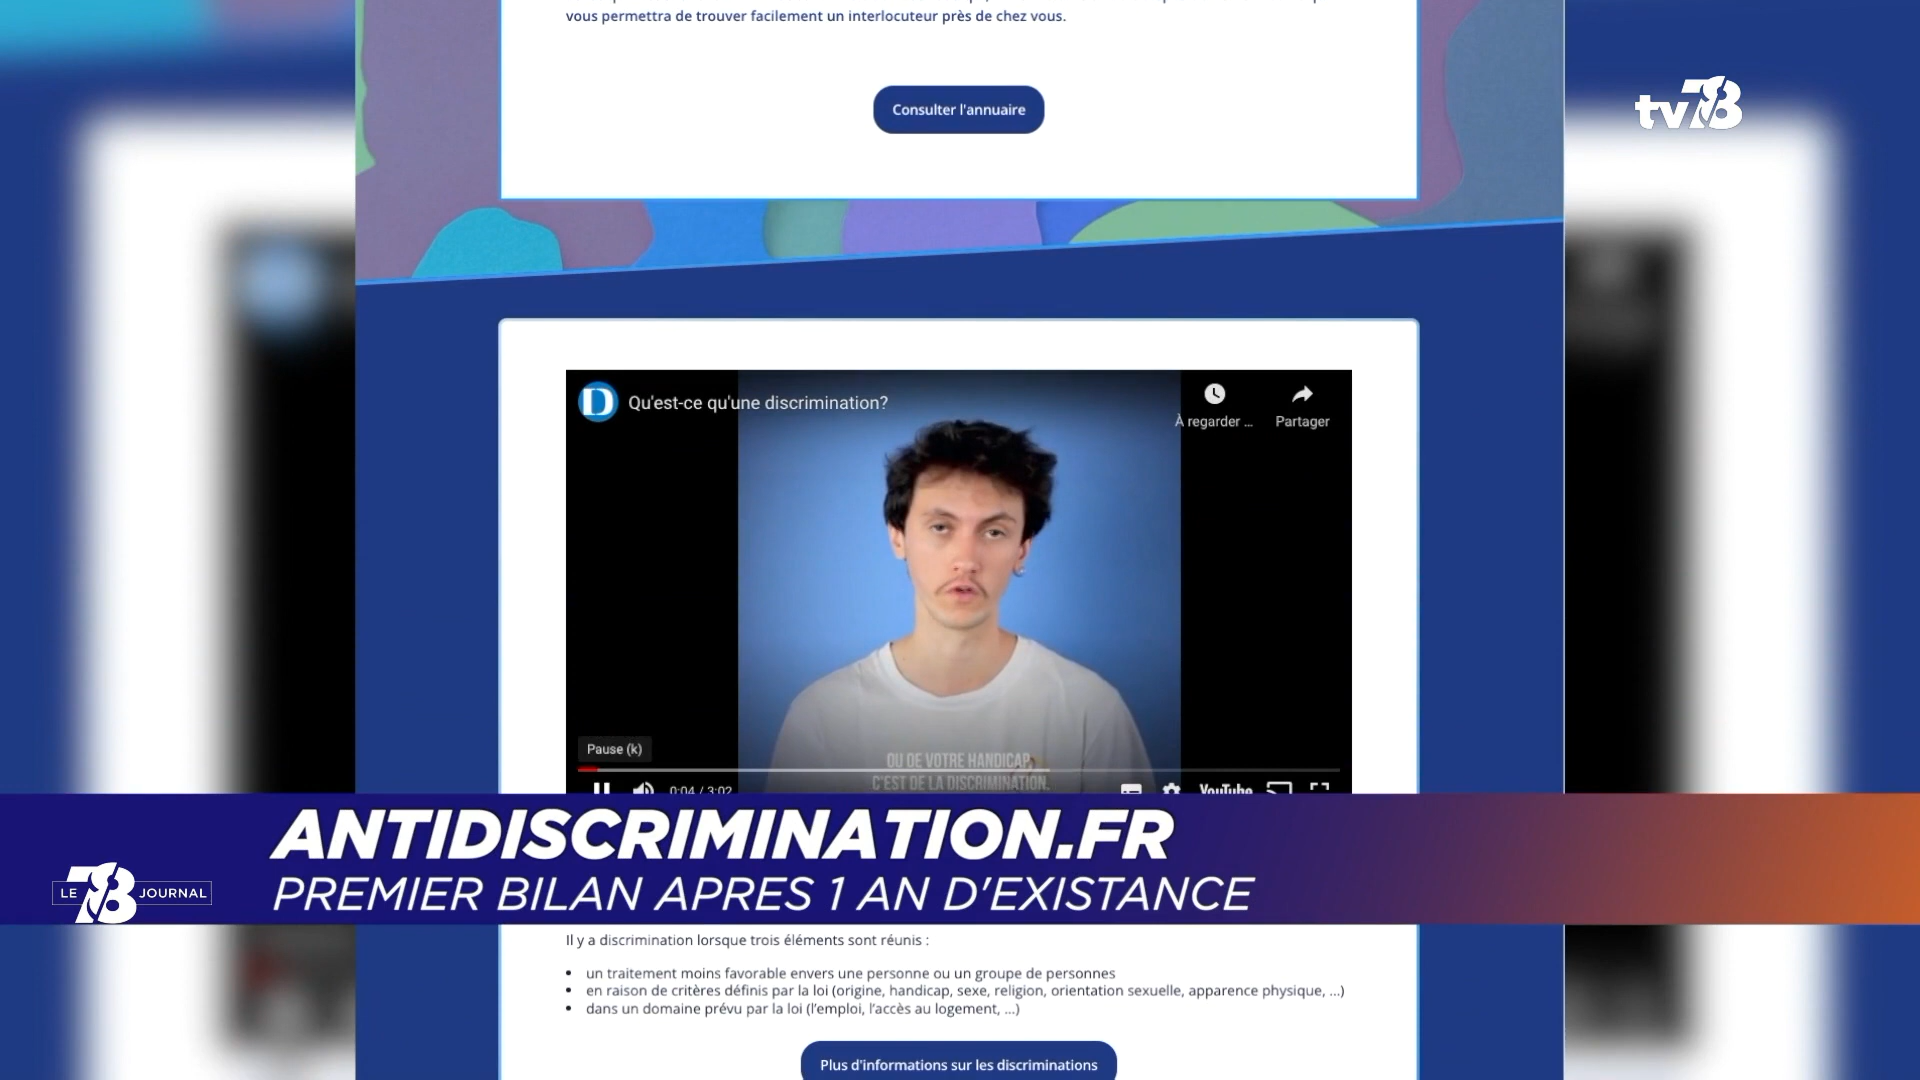 vous permettra de trouver facilement un interlocuteur près de chez vous.
Consulter l'annuaire
tv78
D
Qu'est-ce qu'une discrimination?
À regarder ...
Partager
Pause (k)
OU DE VOTRE HANDICAP,
C'EST DE LA DISCRIMINATION.
0:04 / 3:02
YouTube
ANTIDISCRIMINATION.FR
LE 78 JOURNAL
PREMIER BILAN APRES 1 AN D'EXISTANCE
Il y a discrimination lorsque trois éléments sont réunis :
• un traitement moins favorable envers une personne ou un groupe de personnes
• en raison de critères définis par la loi (origine, handicap, sexe, religion, orientation sexuelle, apparence physique, ...)
• dans un domaine prévu par la loi (l'emploi, l'accès au logement, ...)
Plus d'informations sur les discriminations